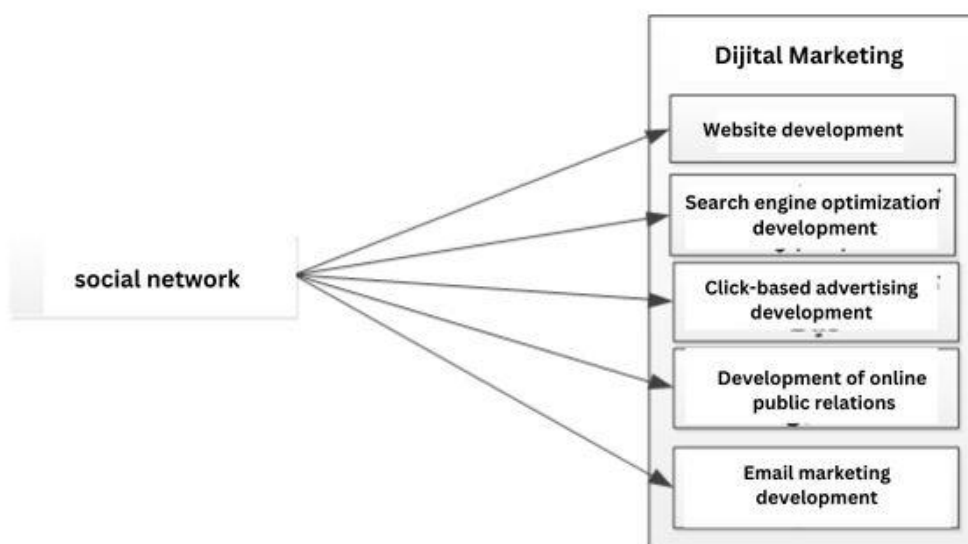 Dijital Marketing
Website development
Search engine optimization
development
social network
Click-based advertising
development
Development of online
public relations
Email marketing
development